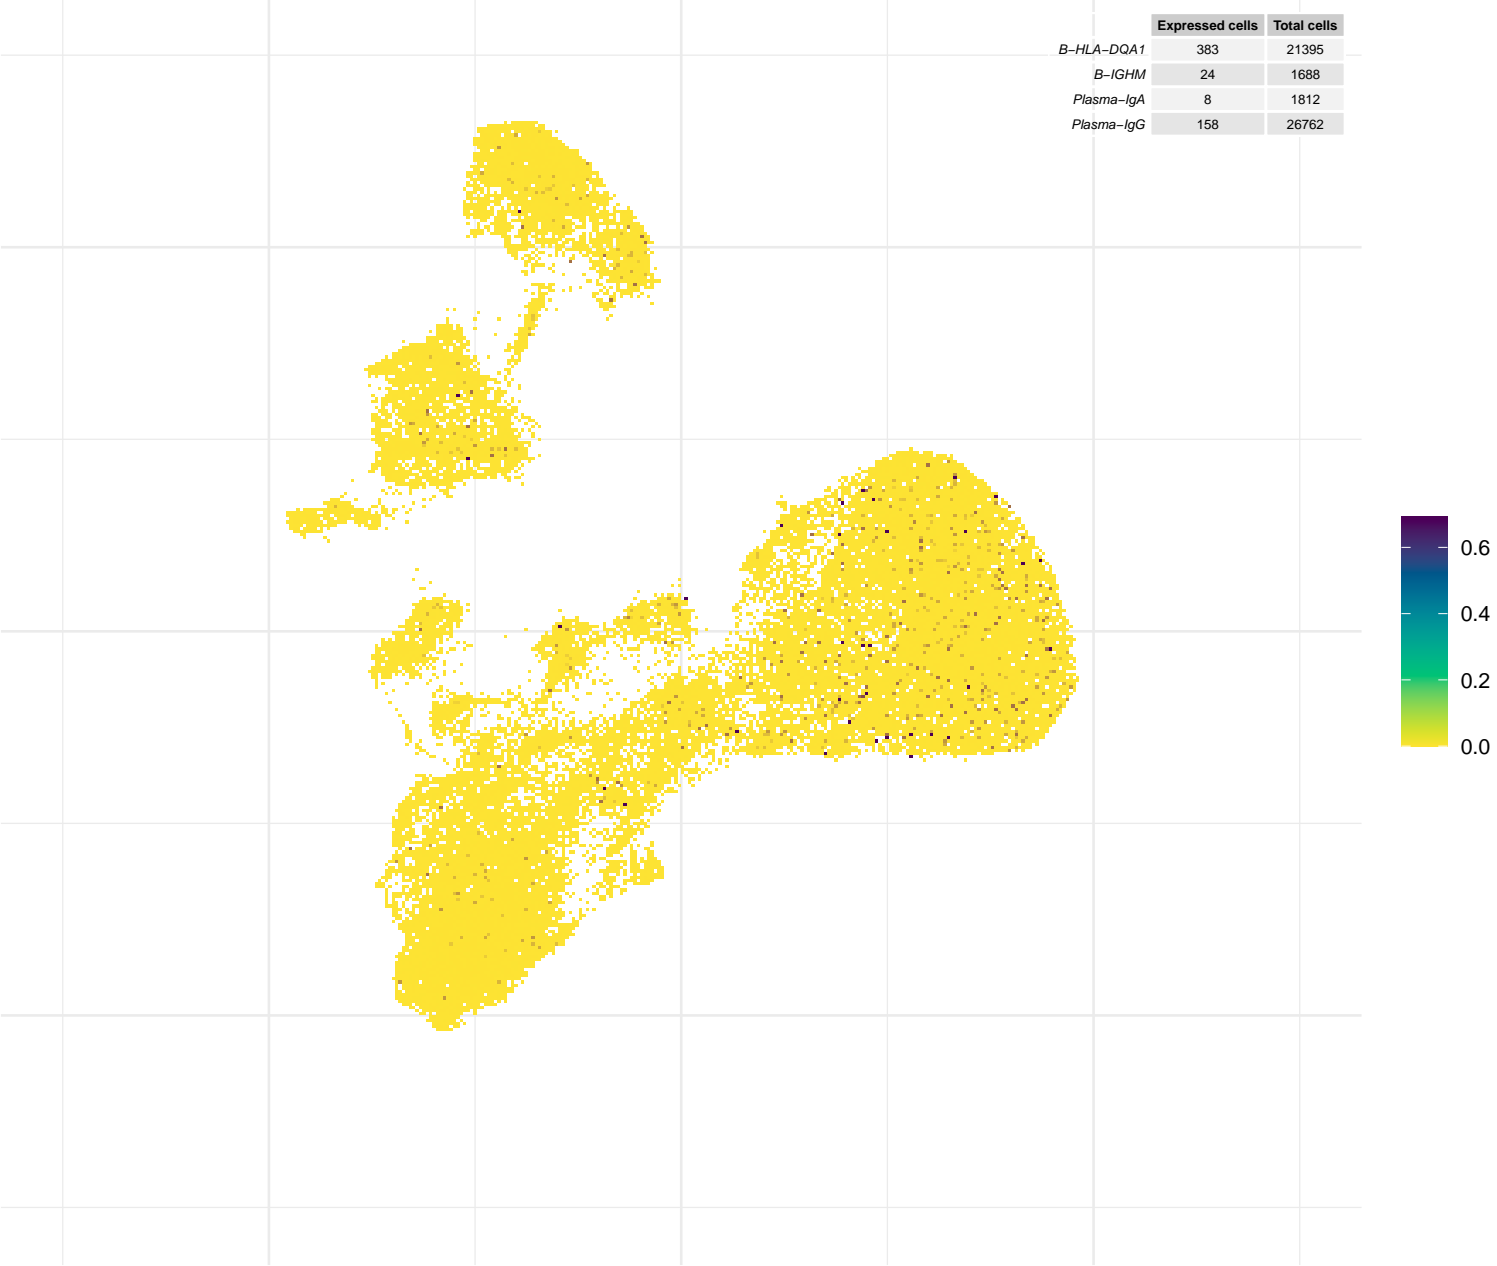 Expressed cells Total cells
B−HLA−DQA1 383 21395
B−IGHM 24 1688
Plasma−IgA 8 1812
Plasma−IgG 158 26762
0.6
0.4
0.2
0.0